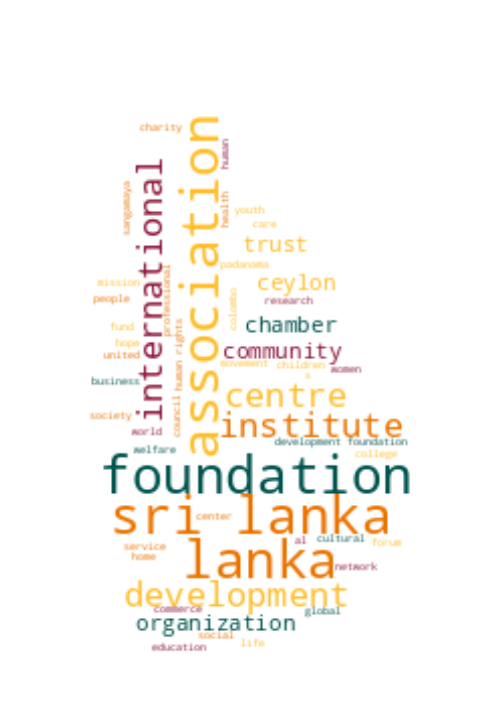 charity
association
human
international
sangamaya
health
youth
care
trust
padanama
professional
mission
ceylon
people
colombo
research
fund
chamber
human rights
hope
united
community
movement
children
s
women
business
centre
council
society
institute
world
development foundation
welfare
college
foundation
sri lanka
center
al
cultural
forum
service
home
lanka
network
development
commerce
global
organization
social
life
education